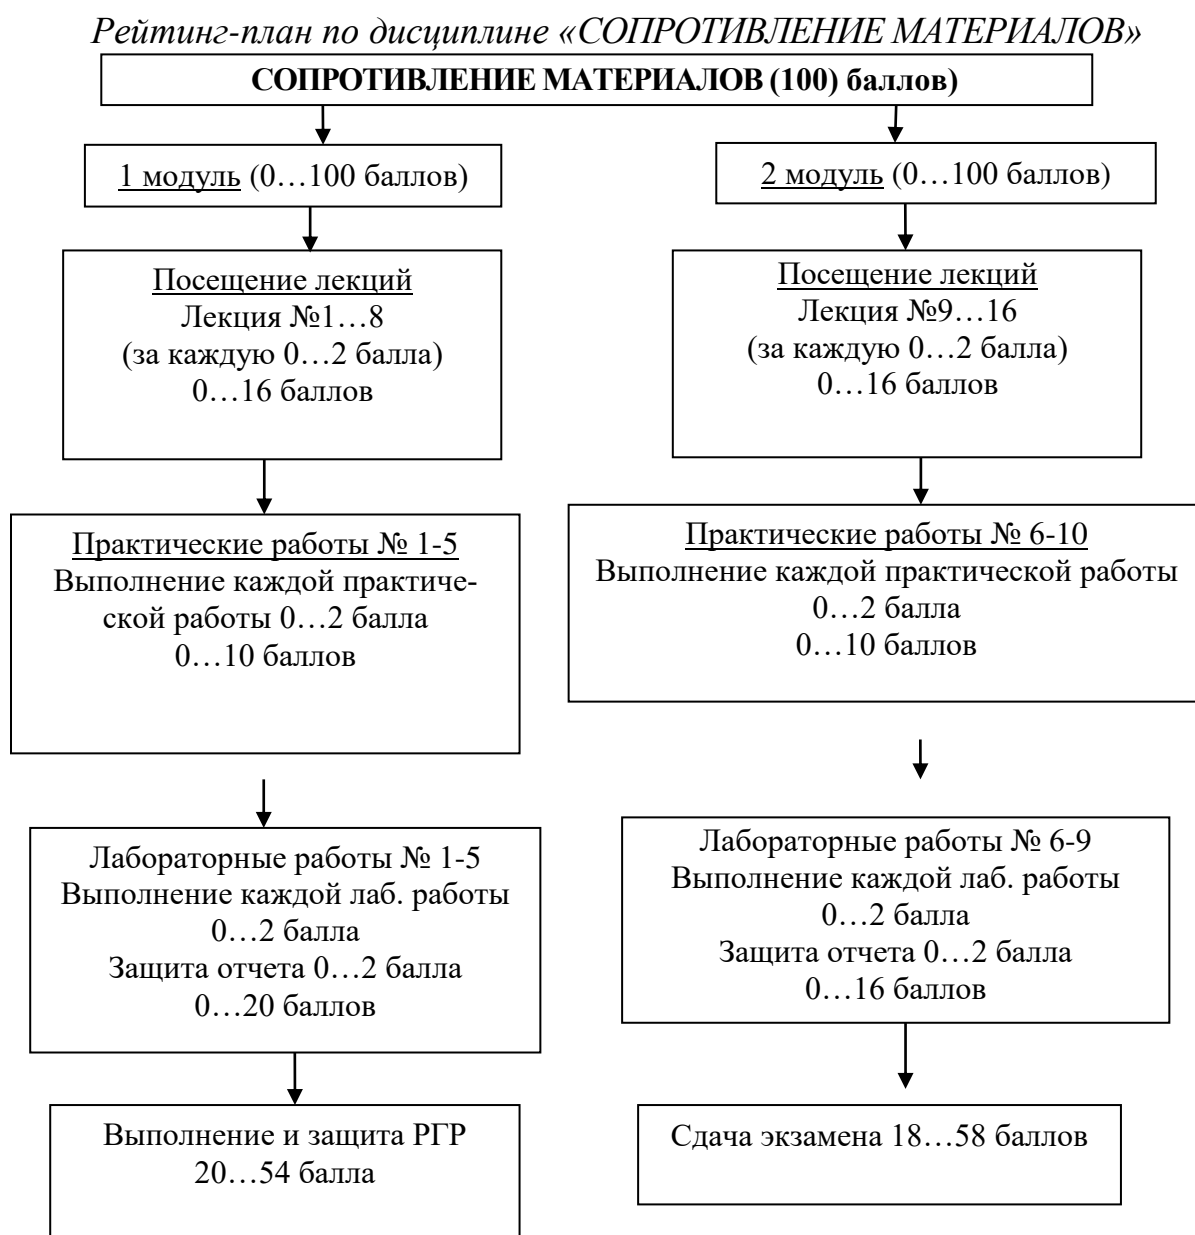 Рейтинг-план по дисциплине «СОПРОТИВЛЕНИЕ МАТЕРИАЛОВ»
СОПРОТИВЛЕНИЕ МАТЕРИАЛОВ (100) баллов)
1 модуль (0…100 баллов)
Посещение лекций
Лекция №1…8
(за каждую 0…2 балла)
0…16 баллов
Практические работы № 1-5
Выполнение каждой практиче-
ской работы 0…2 балла
0…10 баллов
Лабораторные работы № 1-5
Выполнение каждой лаб. работы
0…2 балла
Защита отчета 0…2 балла
0…20 баллов
Выполнение и защита РГР
20…54 балла
2 модуль (0…100 баллов)
Посещение лекций
Лекция №9…16
(за каждую 0…2 балла)
0…16 баллов
Практические работы № 6-10
Выполнение каждой практической работы
0…2 балла
0…10 баллов
Лабораторные работы № 6-9
Выполнение каждой лаб. работы
0…2 балла
Защита отчета 0…2 балла
0…16 баллов
Сдача экзамена 18…58 баллов